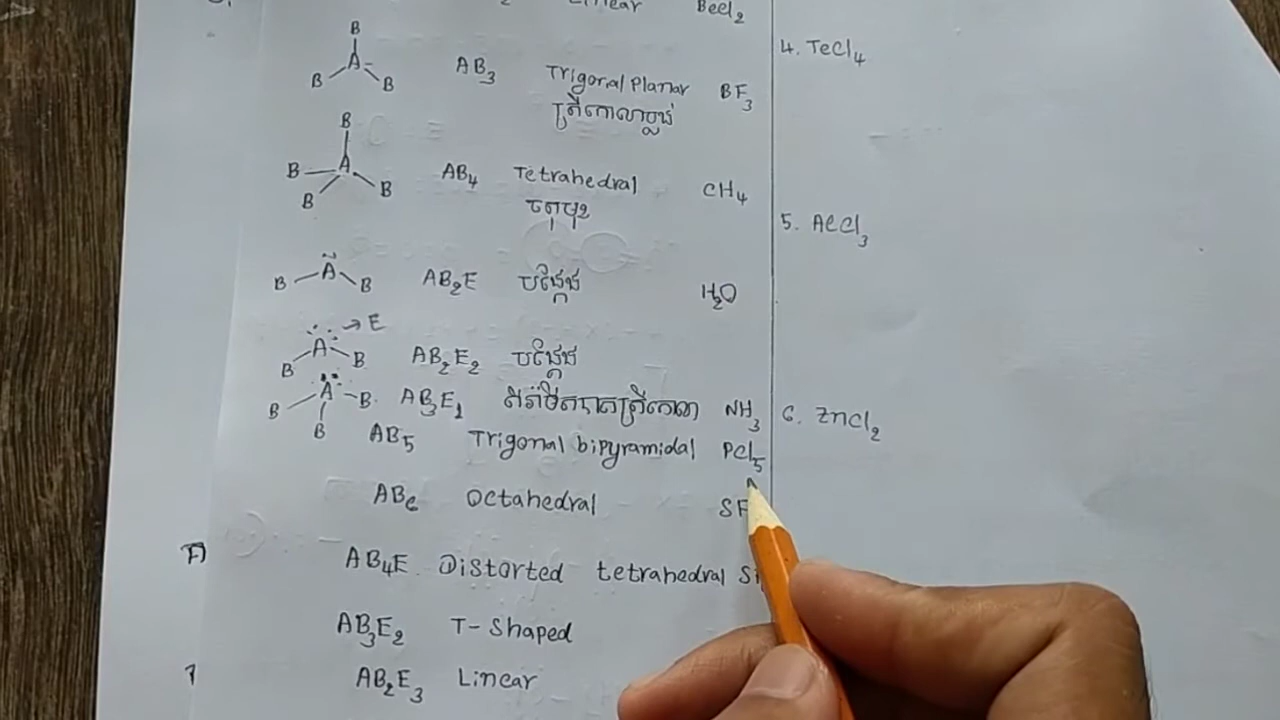 Linear BeCl2
B
A
B B AB3 Trigonal Planar BF3
ត្រីកោណប្លង់
B
B A B AB4 Tetrahedral CH4
B
ចតុមុខ
B A B AB2E បង្កែង H2O
→ E
A
B B AB2E2 បង្កែង
A
B B AB3E1 NH3
B
AB5 Trigonal bipyramidal PCl5
AB6 Octahedral SF
AB4E Distorted tetrahedral S
AB3E2 T-Shaped
AB2E3 Linear
4. TeCl4
5. AlCl3
6. ZnCl2